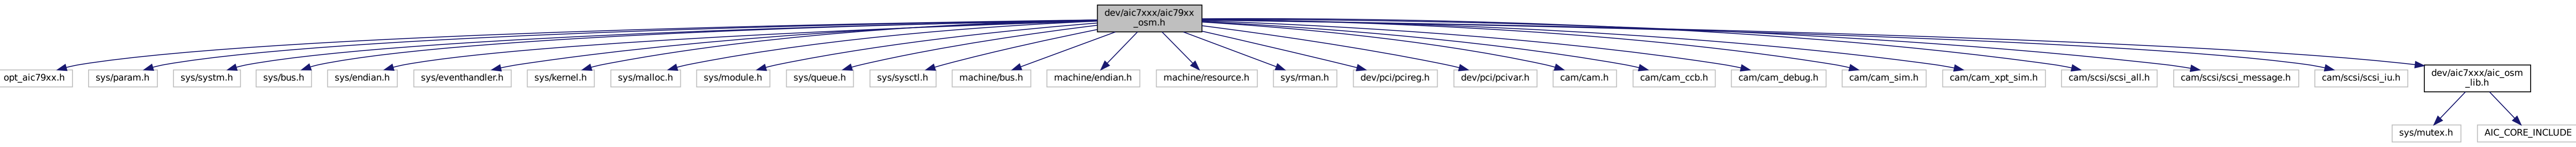 dev/aic7xxx/aic79xx
_osm.h
opt_aic79xx.h
sys/param.h
sys/systm.h
sys/bus.h
sys/endian.h
sys/eventhandler.h
sys/kernel.h
sys/malloc.h
sys/module.h
sys/queue.h
sys/sysctl.h
machine/bus.h
machine/endian.h
machine/resource.h
sys/rman.h
dev/pci/pcireg.h
dev/pci/pcivar.h
cam/cam.h
cam/cam_ccb.h
cam/cam_debug.h
cam/cam_sim.h
cam/cam_xpt_sim.h
cam/scsi/scsi_all.h
cam/scsi/scsi_message.h
cam/scsi/scsi_iu.h
dev/aic7xxx/aic_osm
_lib.h
sys/mutex.h
AIC_CORE_INCLUDE